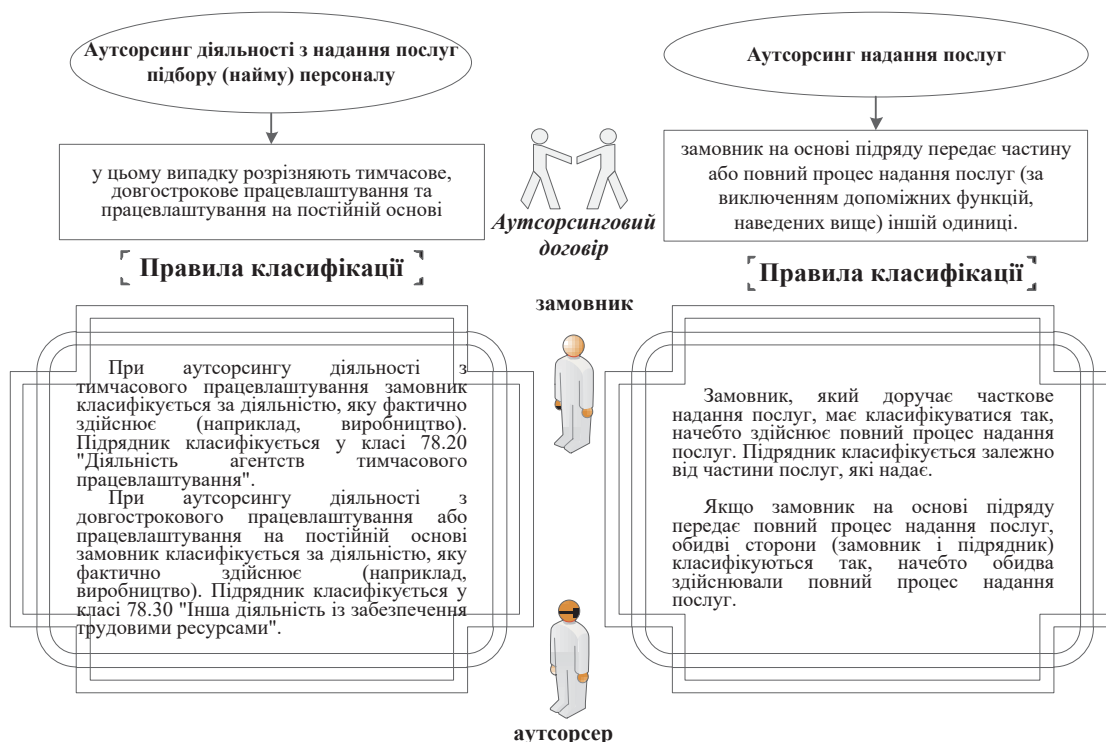 Аутсорсинг діяльності з надання послуг
підбору (найму) персоналу
у цьому випадку розрізняють тимчасове,
довгострокове працевлаштування та
працевлаштування на постійній основі
Правила класифікації
При аутсорсингу діяльності з
тимчасового працевлаштування замовник
класифікується за діяльністю, яку фактично
здійснює (наприклад, виробництво).
Підрядник класифікується у класі 78.20
"Діяльність агентств тимчасового
працевлаштування".
При аутсорсингу діяльності з
довгострокового працевлаштування або
працевлаштування на постійній основі
замовник класифікується за діяльністю, яку
фактично здійснює (наприклад,
виробництво). Підрядник класифікується у
класі 78.30 "Інша діяльність із забезпечення
трудовими ресурсами".
Аутсорсинговий
договір
замовник
аутсорсер
Аутсорсинг надання послуг
замовник на основі підряду передає частину
або повний процес надання послуг (за
виключенням допоміжних функцій,
наведених вище) іншій одиниці.
Правила класифікації
Замовник, який доручає часткове
надання послуг, має класифікуватися так,
начебто здійснює повний процес надання
послуг. Підрядник класифікується залежно
від частини послуг, які надає.
Якщо замовник на основі підряду
передає повний процес надання послуг,
обидві сторони (замовник і підрядник)
класифікуються так, начебто обидва
здійснювали повний процес надання
послуг.